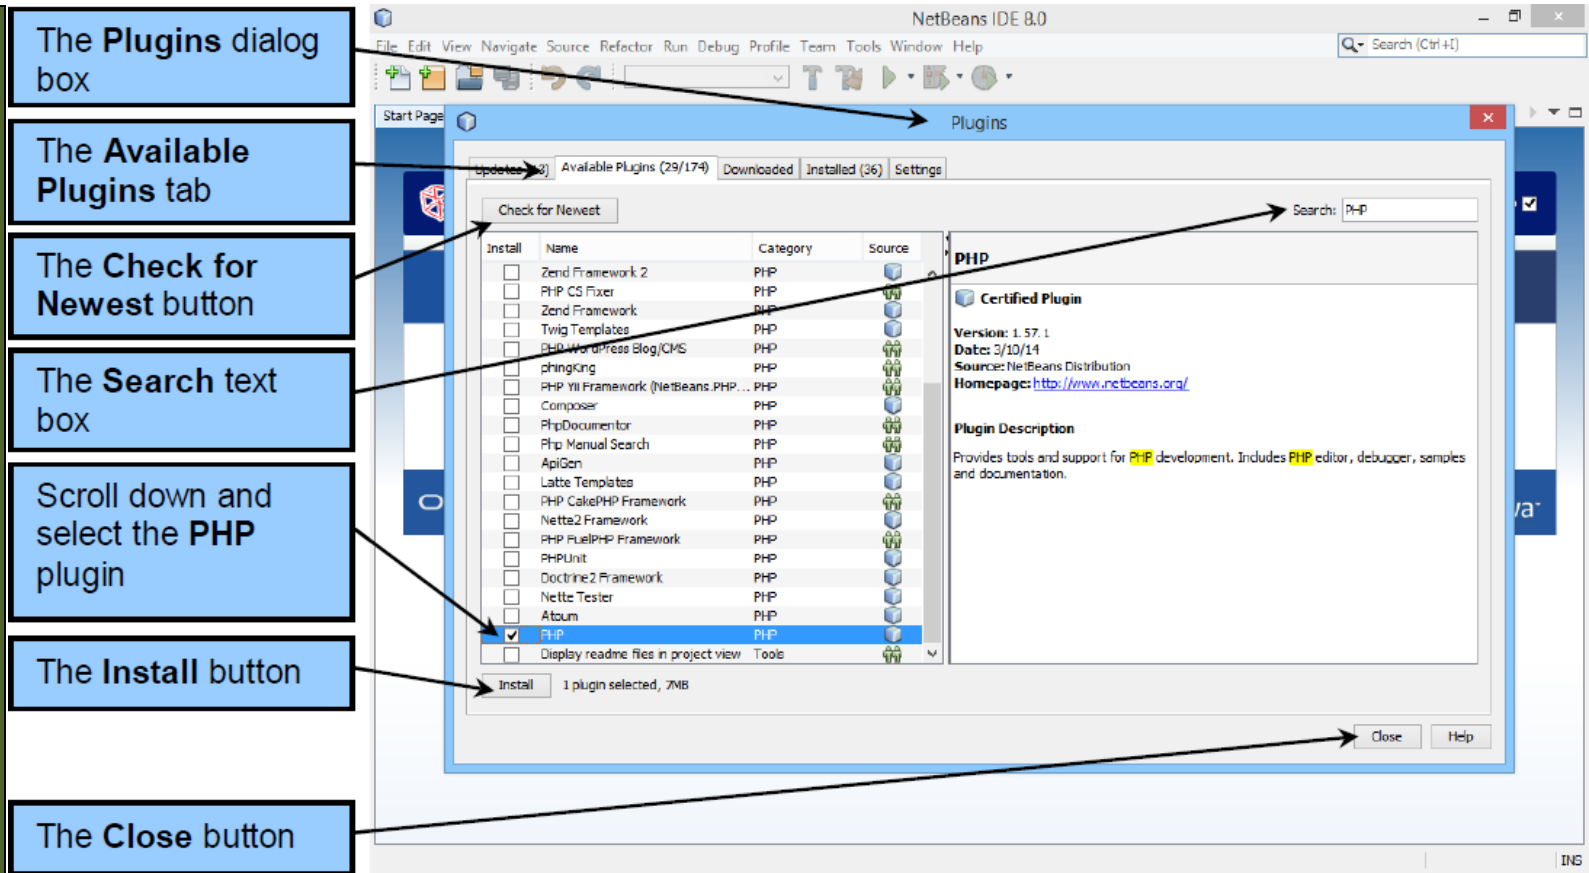 The Plugins dialog
box
The Available
Plugins tab
The Check for
Newest button
The Search text
box
Scroll down and
select the PHP
plugin
The Install button
The Close button
NetBeans IDE 8.0
File Edit View Navigate Source Refactor Run Debug Profile Team Tools Window Help
Search (Ctrl+I)
Start Page
Plugins
Available Plugins (29/174) Downloaded Installed (36) Settings
Check for Newest
Search: PHP
Install Name Category Source
Zend Framework 2 PHP
PHP CS Fixer PHP
Zend Framework PHP
Twig Templates PHP
PHP WordPress Blog/CMS PHP
phingKing PHP
PHP Yii Framework (NetBeans.PHP... PHP
Composer PHP
PhpDocumentor PHP
Php Manual Search PHP
ApiGen PHP
Latte Templates PHP
PHP CakePHP Framework PHP
Nette2 Framework PHP
PHP FuelPHP Framework PHP
PHPUnit PHP
Doctrine2 Framework PHP
Nette Tester PHP
Atoum PHP
PHP PHP
Display readme files in project view Tools
PHP
Certified Plugin
Version: 1.57.1
Date: 3/10/14
Source: NetBeans Distribution
Homepage: http://www.netbeans.org/
Plugin Description
Provides tools and support for PHP development. Includes PHP editor, debugger, samples
and documentation.
Install 1 plugin selected, 7MB
Close Help
INS